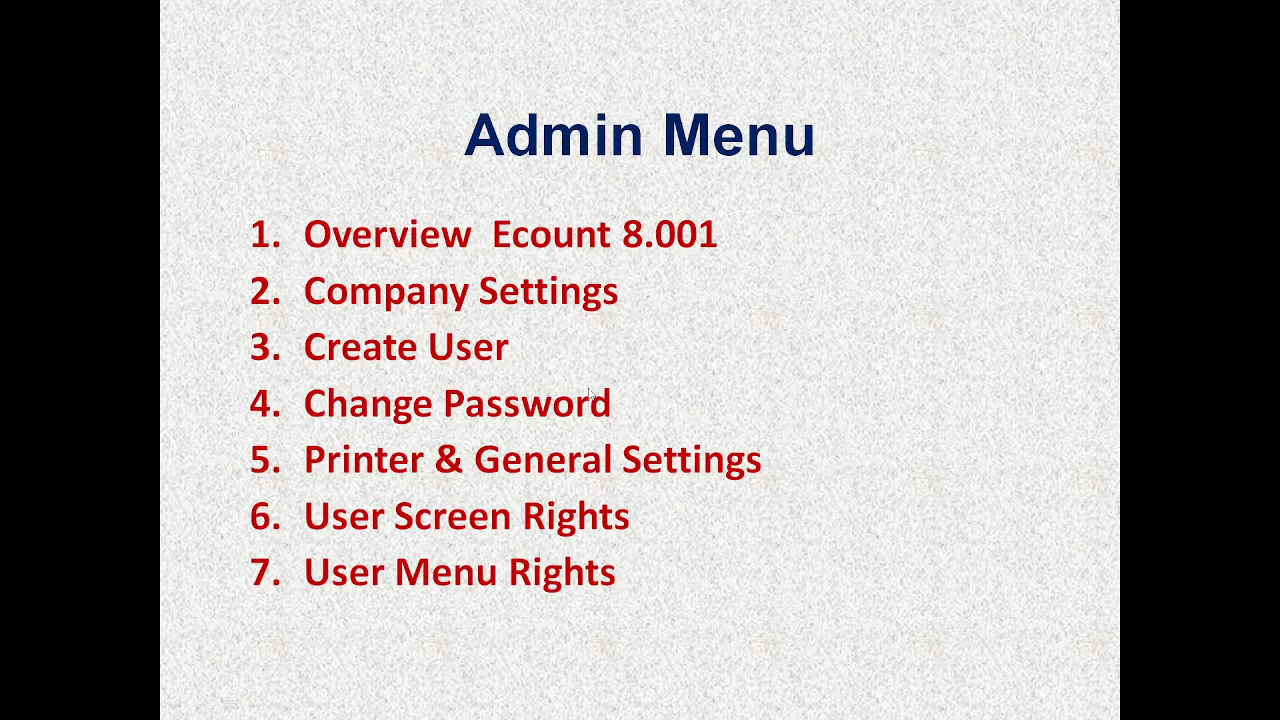 Admin Menu
1. Overview  Ecount 8.001
2. Company Settings
3. Create User
4. Change Password
5. Printer & General Settings
6. User Screen Rights
7. User Menu Rights